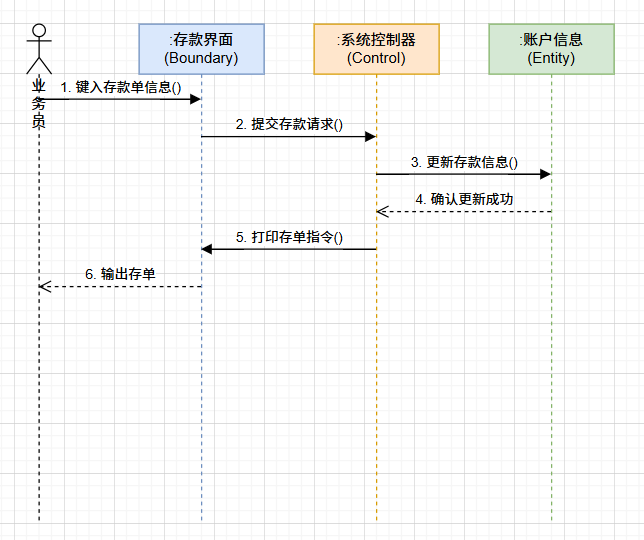 :存款界面
(Boundary)
:系统控制器
(Control)
:账户信息
(Entity)
业务员
1. 键入存款单信息()
2. 提交存款请求()
3. 更新存款信息()
4. 确认更新成功
5. 打印存单指令()
6. 输出存单